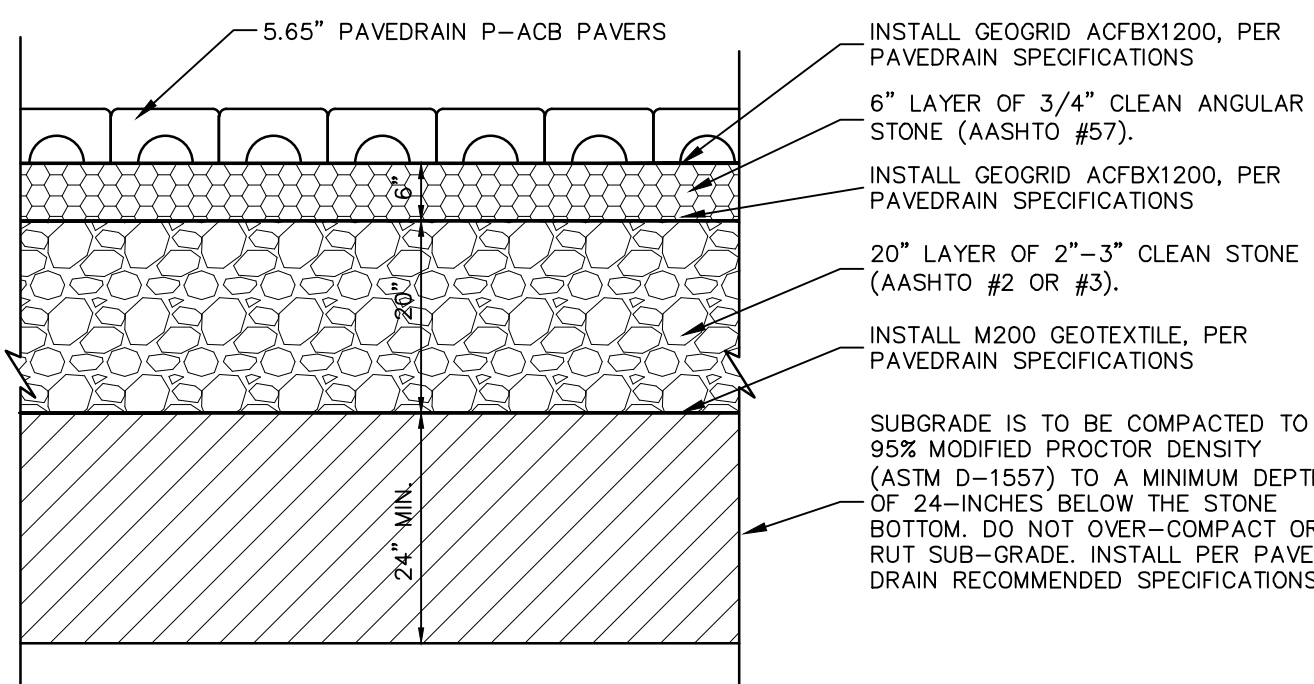 5.65” PAVEDRAIN P–ACB PAVERS
INSTALL GEOGRID ACFBX1200, PER
PAVEDRAIN SPECIFICATIONS
6” LAYER OF 3/4” CLEAN ANGULAR
STONE (AASHTO #57).
INSTALL GEOGRID ACFBX1200, PER
PAVEDRAIN SPECIFICATIONS
20” LAYER OF 2”–3” CLEAN STONE
(AASHTO #2 OR #3).
INSTALL M200 GEOTEXTILE, PER
PAVEDRAIN SPECIFICATIONS
SUBGRADE IS TO BE COMPACTED TO
95% MODIFIED PROCTOR DENSITY
(ASTM D–1557) TO A MINIMUM DEPTH
OF 24–INCHES BELOW THE STONE
BOTTOM. DO NOT OVER–COMPACT OR
RUT SUB–GRADE. INSTALL PER PAVE
DRAIN RECOMMENDED SPECIFICATIONS
6”
20”
24” MIN.